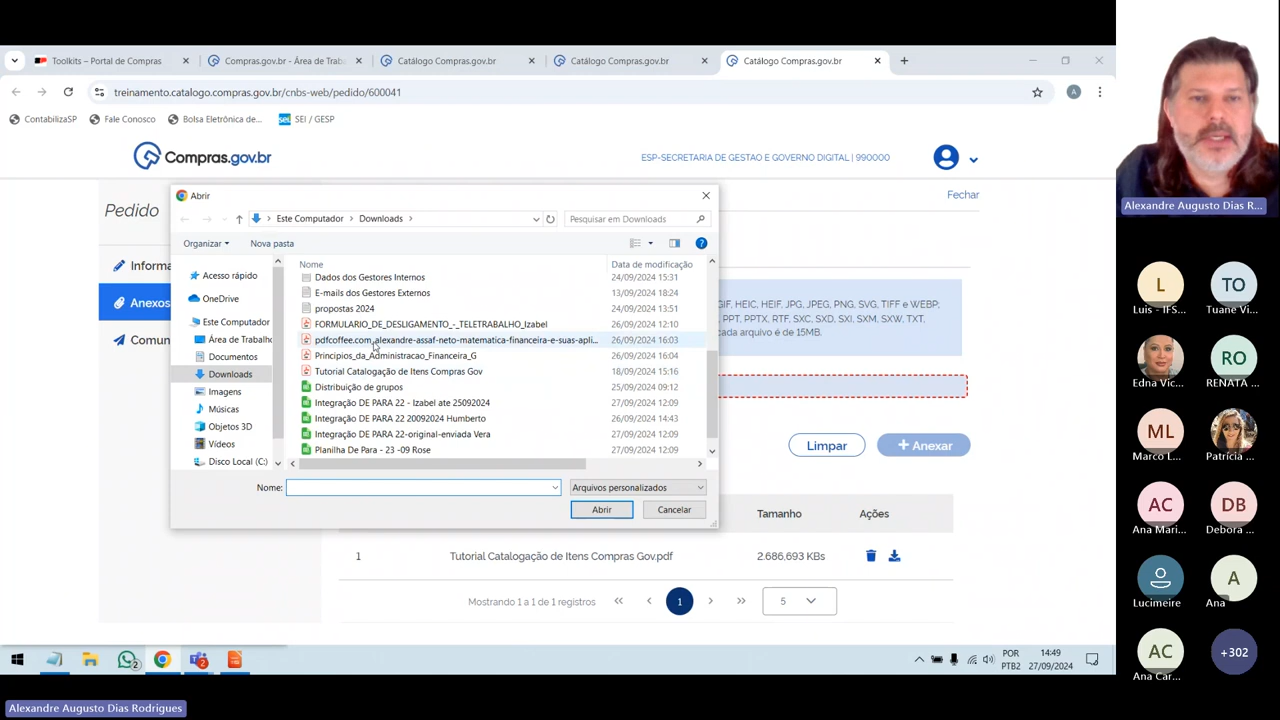 Toolkits – Portal de Compras
Compras.gov.br - Área de Trab
Catálogo Compras.gov.br
Catálogo Compras.gov.br
Catálogo Compras.gov.br
treinamento.catalogo.compras.gov.br/cnbs-web/pedido/600041
A
ContabilizaSP
Fale Conosco
Bolsa Eletrônica de...
SEI / GESP
Compras.gov.br
ESP-SECRETARIA DE GESTAO E GOVERNO DIGITAL | 990000
Pedido
Fechar
Informa
Anexos
Comun
Abrir
Este Computador > Downloads >
Pesquisar em Downloads
Organizar
Nova pasta
Acesso rápido
OneDrive
Este Computador
Área de Trabalho
Documentos
Downloads
Imagens
Músicas
Objetos 3D
Vídeos
Disco Local (C:)
Nome
Data de modificação
Dados dos Gestores Internos 24/09/2024 15:31
E-mails dos Gestores Externos 13/09/2024 18:24
propostas 2024 24/09/2024 13:51
FORMULARIO_DE_DESLIGAMENTO_-_TELETRABALHO_Izabel 26/09/2024 12:10
pdfcoffee.com_alexandre-assaf-neto-matematica-financeira-e-suas-apli... 26/09/2024 16:03
Principios_da_Administracao_Financeira_G 26/09/2024 16:04
Tutorial Catalogação de Itens Compras Gov 18/09/2024 15:16
Distribuição de grupos 25/09/2024 09:12
Integração DE PARA 22 - Izabel ate 25092024 27/09/2024 12:09
Integração DE PARA 22 20092024 Humberto 26/09/2024 14:43
Integração DE PARA 22-original-enviada Vera 27/09/2024 12:09
Planilha De Para - 23 -09 Rose 27/09/2024 12:09
Nome:
Arquivos personalizados
Abrir
Cancelar
GIF, HEIC, HEIF, JPG, JPEG, PNG, SVG, TIFF e WEBP;
PPT, PPTX, RTF, SXC, SXD, SXI, SXM, SXW, TXT,
cada arquivo é de 15MB.
Limpar
+ Anexar
Tamanho
Ações
1
Tutorial Catalogação de Itens Compras Gov.pdf
2.686,693 KBs
Mostrando 1 a 1 de 1 registros
1
5
2
2
POR
PTB2
14:49
27/09/2024
Alexandre Augusto Dias R...
L
Luis - IFS...
TO
Tuane Vi...
Edna Vic...
RO
RENATA ...
ML
Marco L...
Patrícia ...
AC
Ana Mari...
DB
Debora ...
Lucimeire
A
Ana
AC
Ana Car...
+302
Alexandre Augusto Dias Rodrigues